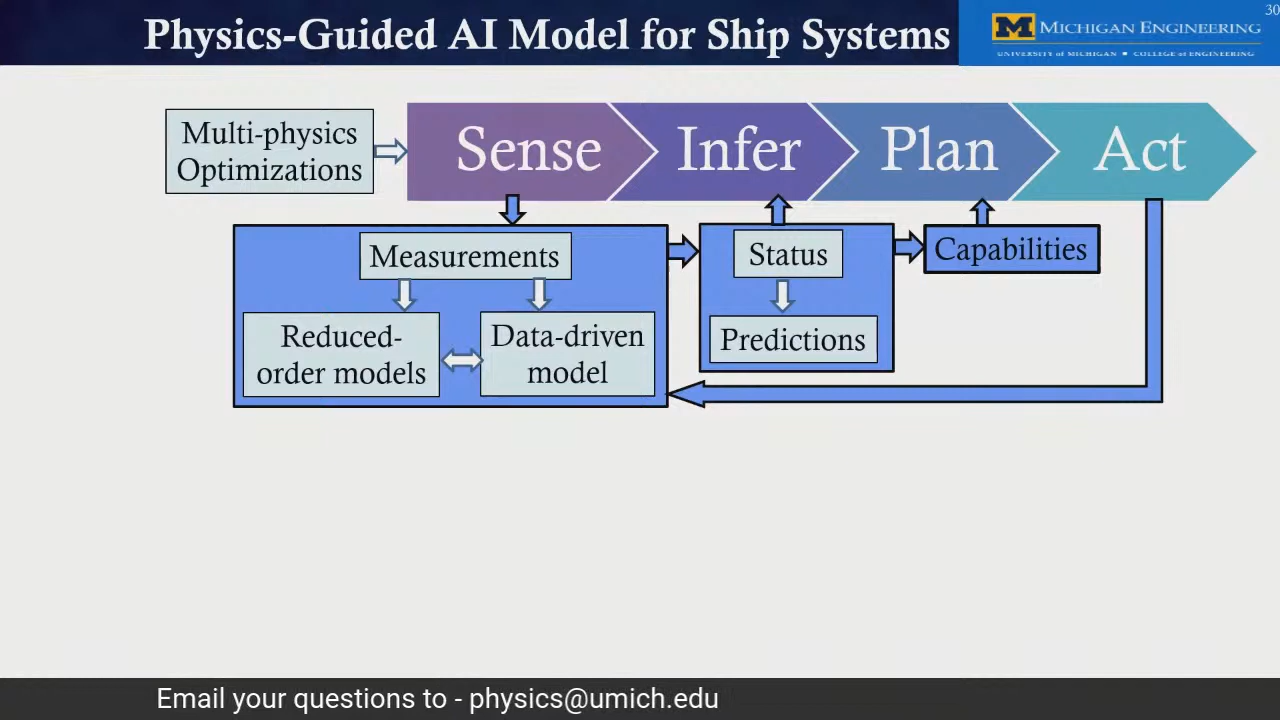 Physics-Guided AI Model for Ship Systems
M MICHIGAN ENGINEERING
UNIVERSITY of MICHIGAN ▪ COLLEGE of ENGINEERING
30
Multi-physics
Optimizations
Sense
Infer
Plan
Act
Measurements
Status
Capabilities
Reduced-
order models
Data-driven
model
Predictions
Email your questions to - physics@umich.edu